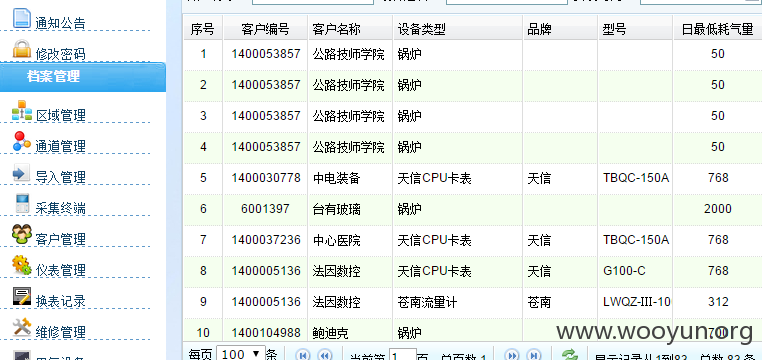 通知公告
修改密码
档案管理
区域管理
通道管理
导入管理
采集终端
客户管理
仪表管理
换表记录
维修管理
序号 客户编号 客户名称 设备类型 品牌 型号 日最低耗气量
1 1400053857 公路技师学院 锅炉 50
2 1400053857 公路技师学院 锅炉 50
3 1400053857 公路技师学院 锅炉 50
4 1400053857 公路技师学院 锅炉 50
5 1400030778 中电装备 天信CPU卡表 天信 TBQC-150A 768
6 6001397 台有玻璃 锅炉 2000
7 1400037236 中心医院 天信CPU卡表 天信 TBQC-150A 768
8 1400005136 法因数控 天信CPU卡表 天信 G100-C 768
9 1400005136 法因数控 苍南流量计 苍南 LWQZ-III-10 312
10 1400104988 鲍迪克 锅炉
www.wooyun.org
每页 100 条 当前第 1 页 总页数 1 显示记录从1到83 总数 83 条